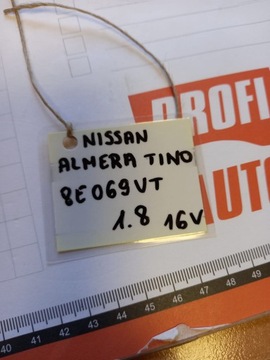 PROFI
AUTO
NISSAN
ALMERA TINO
8E069VT
1.8 16V
40 41 42 43 44 45 46 47 48 49